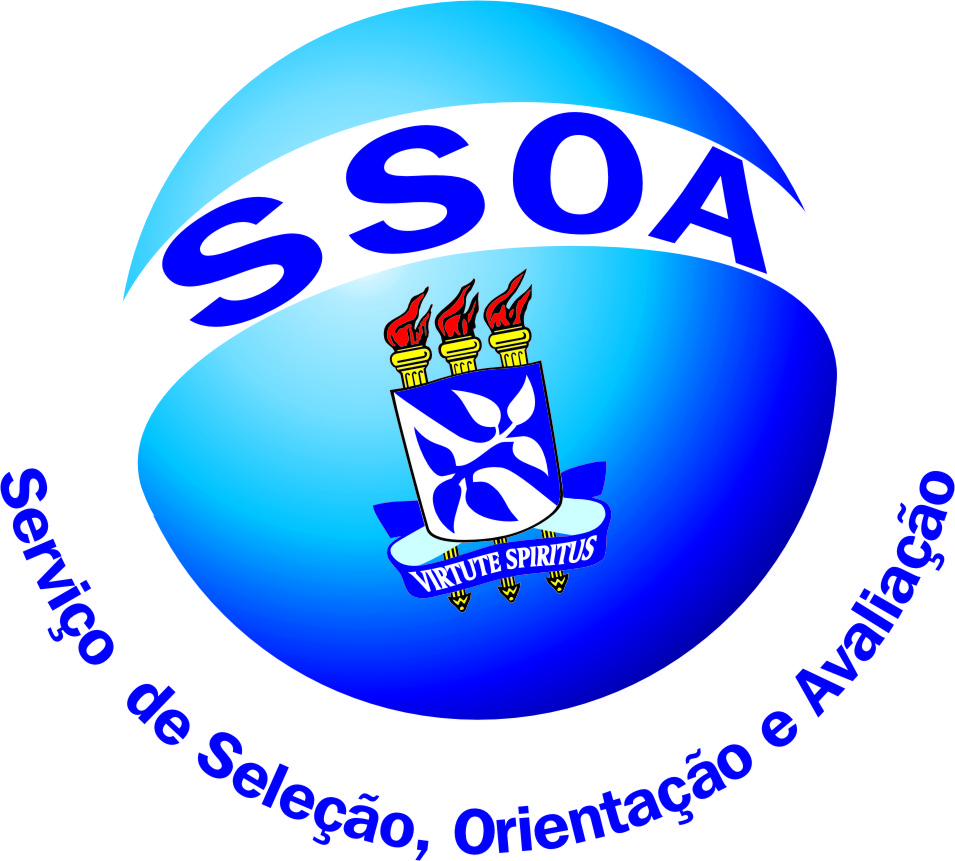 SSOA
VIRTUTE SPIRITUS
Serviço de Seleção, Orientação e Avaliação